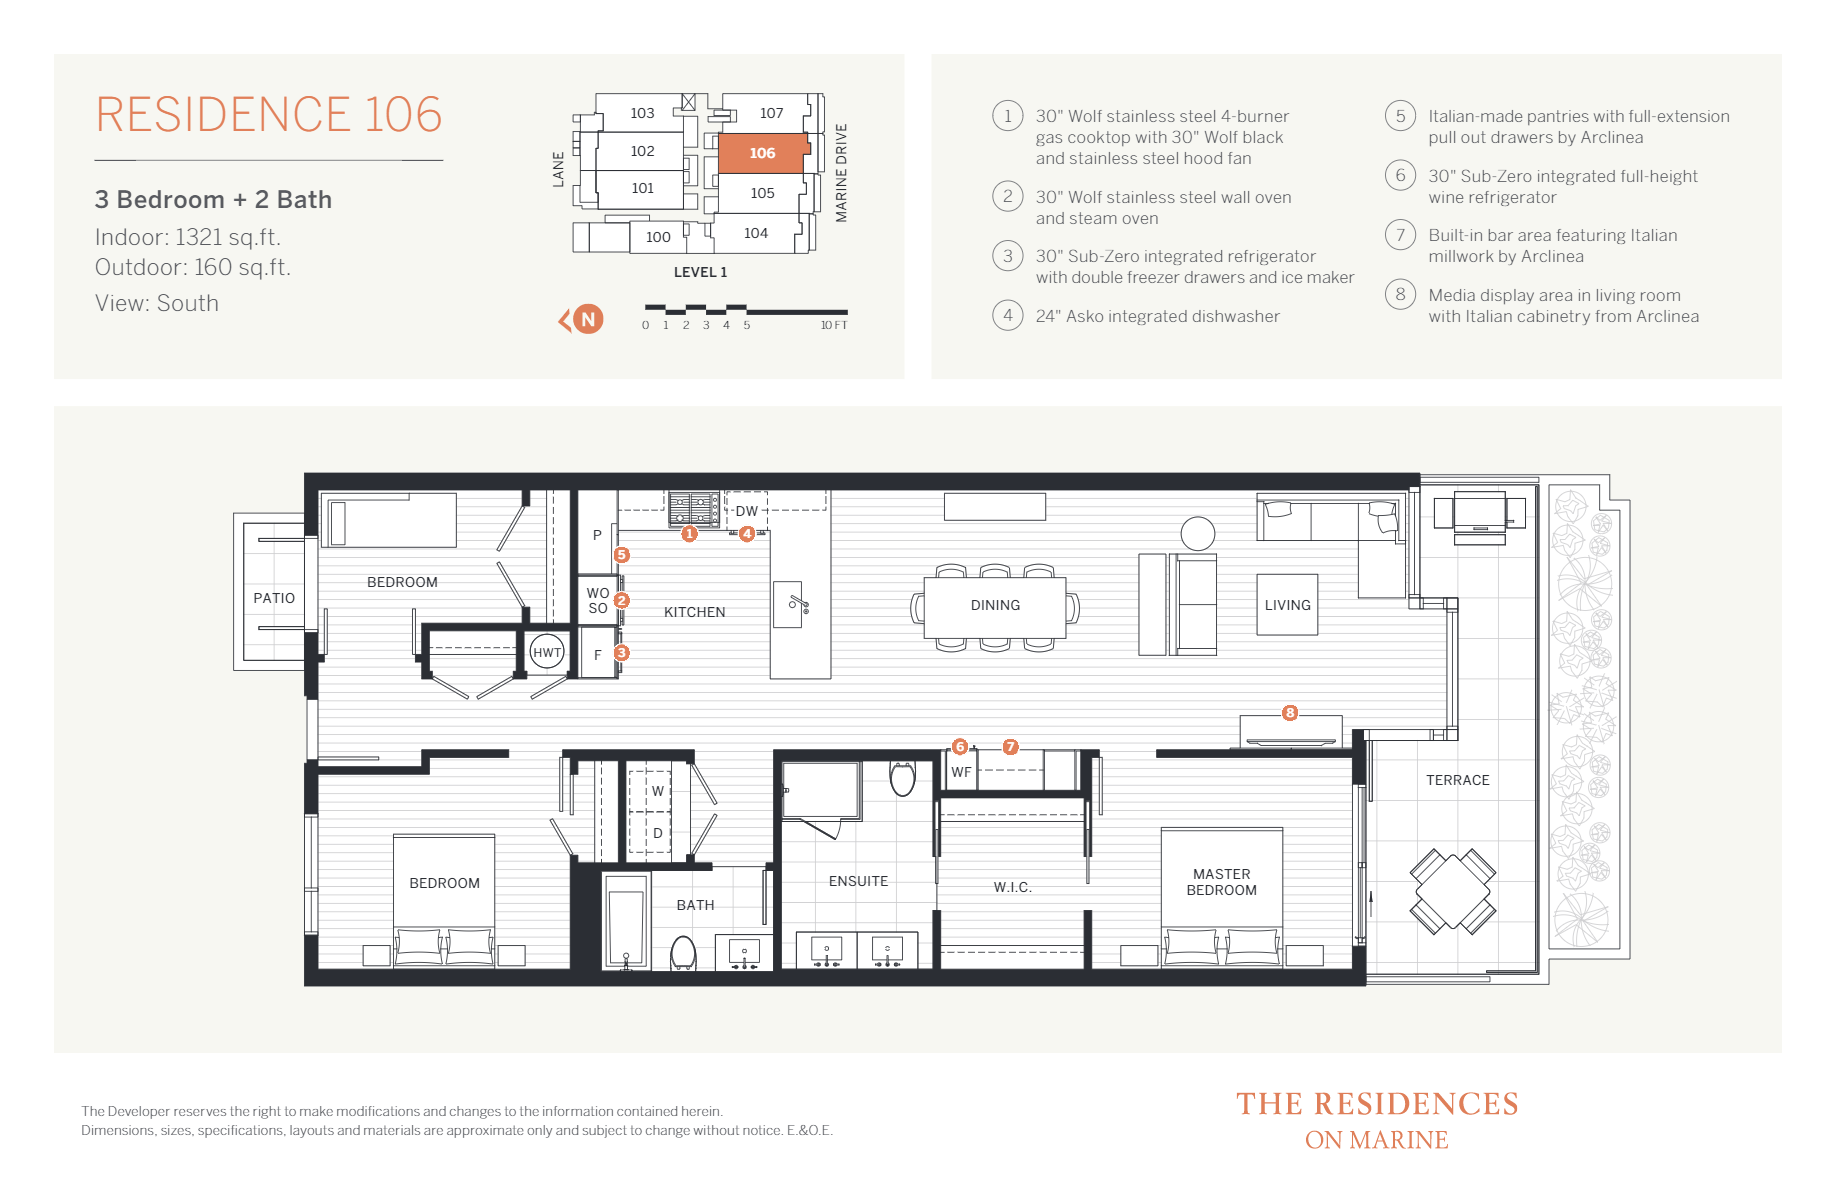 RESIDENCE 106
3 Bedroom + 2 Bath
Indoor: 1321 sq.ft.
Outdoor: 160 sq.ft.
View: South
LANE
103
102
101
100
107
106
105
104
MARINE DRIVE
LEVEL 1
N
0 1 2 3 4 5 10 FT
1 30" Wolf stainless steel 4-burner
gas cooktop with 30" Wolf black
and stainless steel hood fan
2 30" Wolf stainless steel wall oven
and steam oven
3 30" Sub-Zero integrated refrigerator
with double freezer drawers and ice maker
4 24" Asko integrated dishwasher
5 Italian-made pantries with full-extension
pull out drawers by Arclinea
6 30" Sub-Zero integrated full-height
wine refrigerator
7 Built-in bar area featuring Italian
millwork by Arclinea
8 Media display area in living room
with Italian cabinetry from Arclinea
PATIO
BEDROOM
HWT
P
5
WO
SO
2
F
3
1
DW
4
KITCHEN
DINING
LIVING
8
6
7
WF
TERRACE
BEDROOM
W
D
BATH
ENSUITE
W.I.C.
MASTER
BEDROOM
The Developer reserves the right to make modifications and changes to the information contained herein.
Dimensions, sizes, specifications, layouts and materials are approximate only and subject to change without notice. E.&O.E.
THE RESIDENCES
ON MARINE